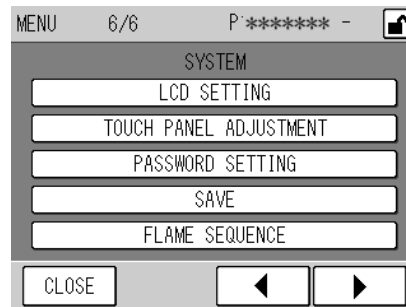 MENU 6/6 P ******* -
SYSTEM
LCD SETTING
TOUCH PANEL ADJUSTMENT
PASSWORD SETTING
SAVE
FLAME SEQUENCE
CLOSE